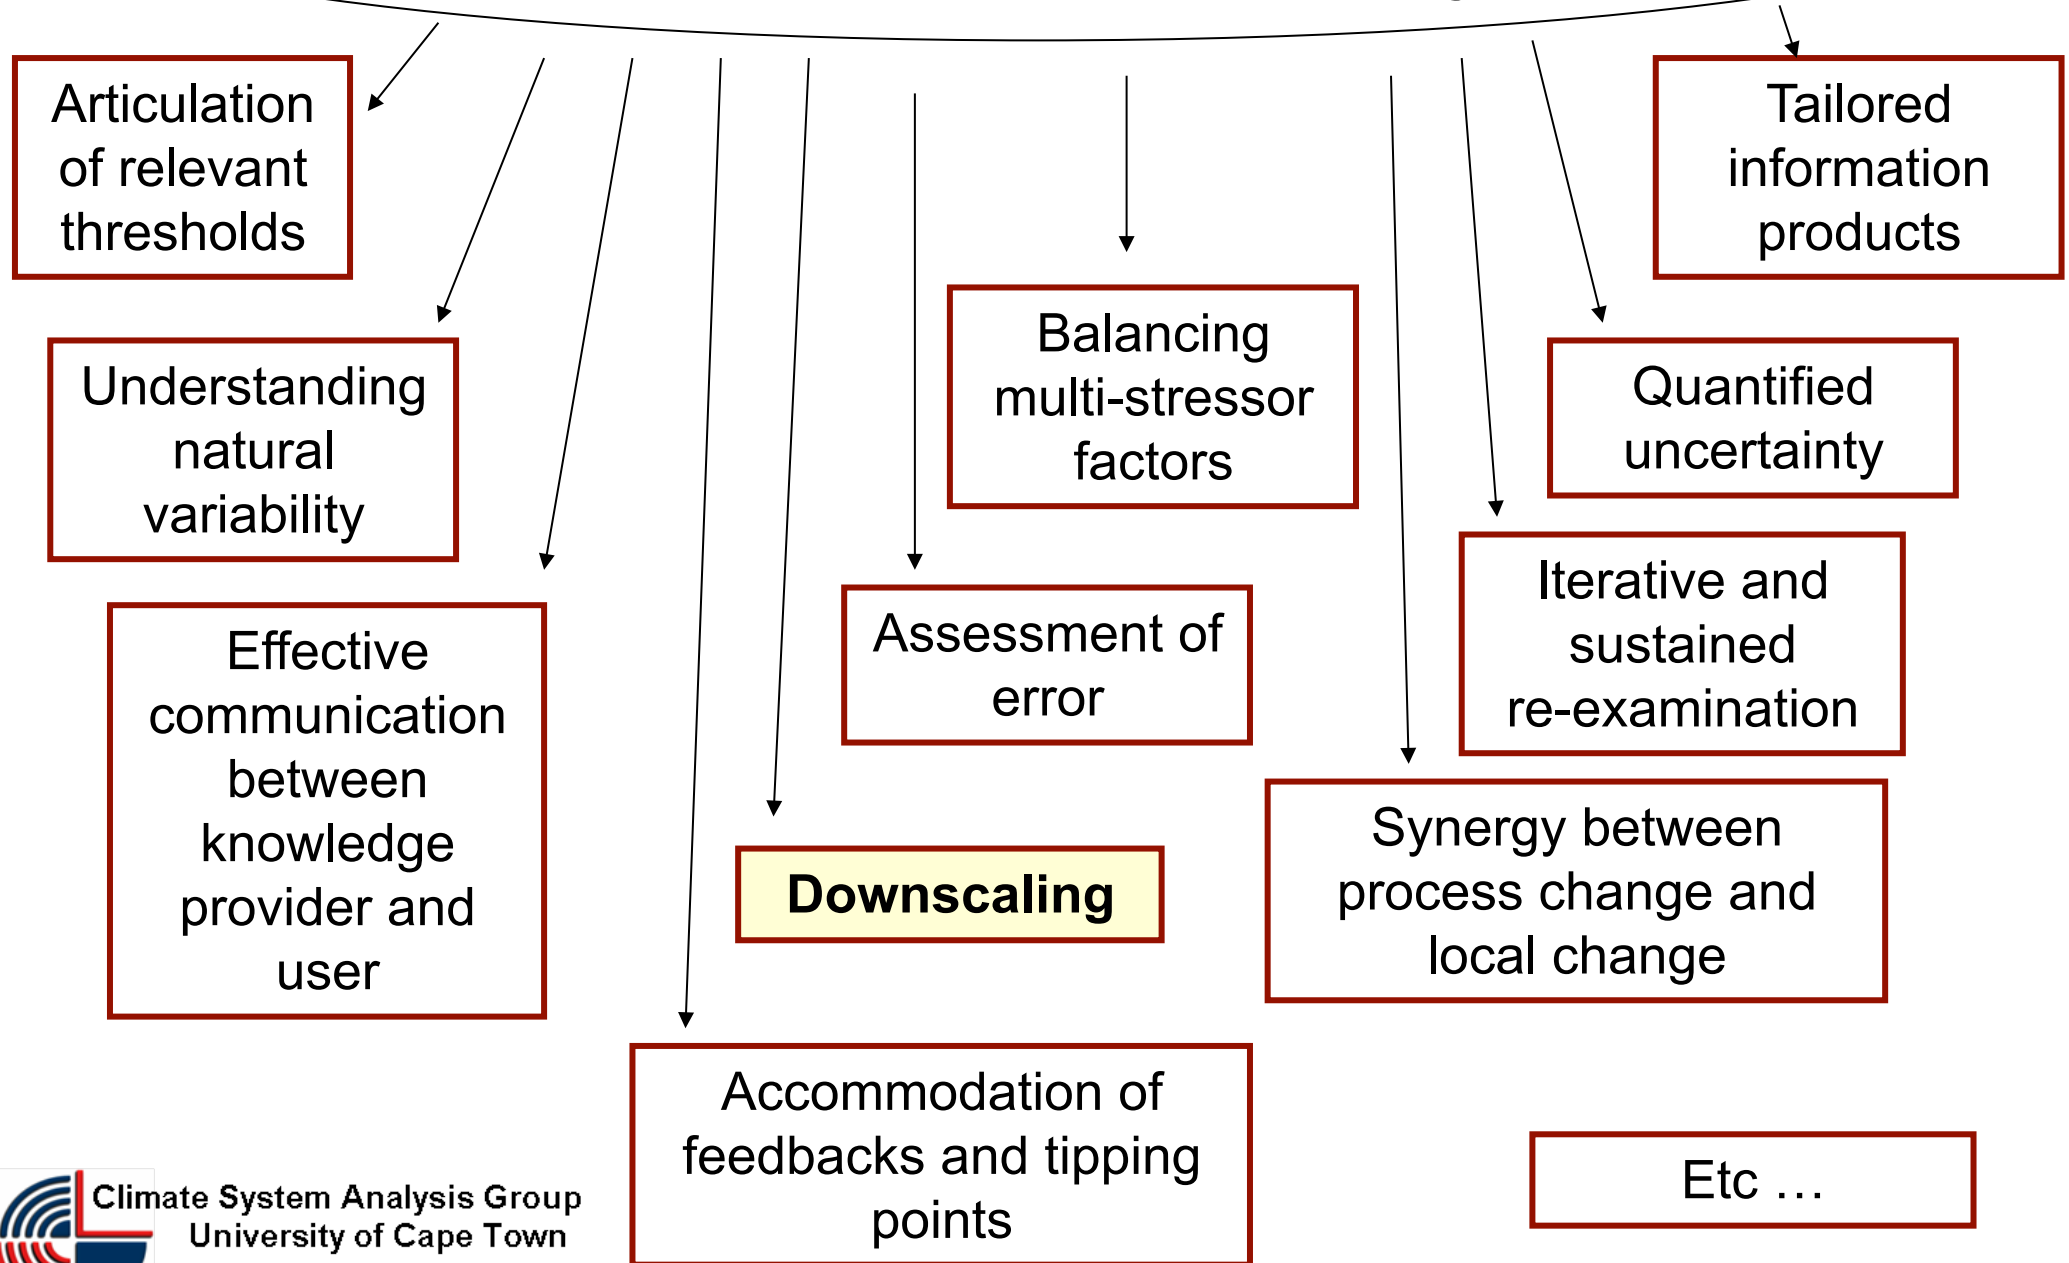 Articulation
of relevant
thresholds
Tailored
information
products
Understanding
natural
variability
Balancing
multi-stressor
factors
Quantified
uncertainty
Effective
communication
between
knowledge
provider and
user
Assessment of
error
Iterative and
sustained
re-examination
Downscaling
Synergy between
process change and
local change
Accommodation of
feedbacks and tipping
points
Etc …
Climate System Analysis Group
University of Cape Town